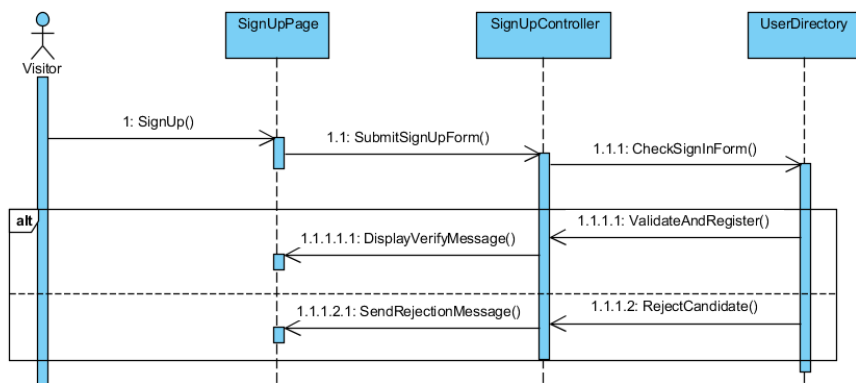 SignUpPage
SignUpController
UserDirectory
Visitor
1: SignUp()
1.1: SubmitSignUpForm()
1.1.1: CheckSignInForm()
alt
1.1.1.1: ValidateAndRegister()
1.1.1.1.1: DisplayVerifyMessage()
1.1.1.2: RejectCandidate()
1.1.1.2.1: SendRejectionMessage()